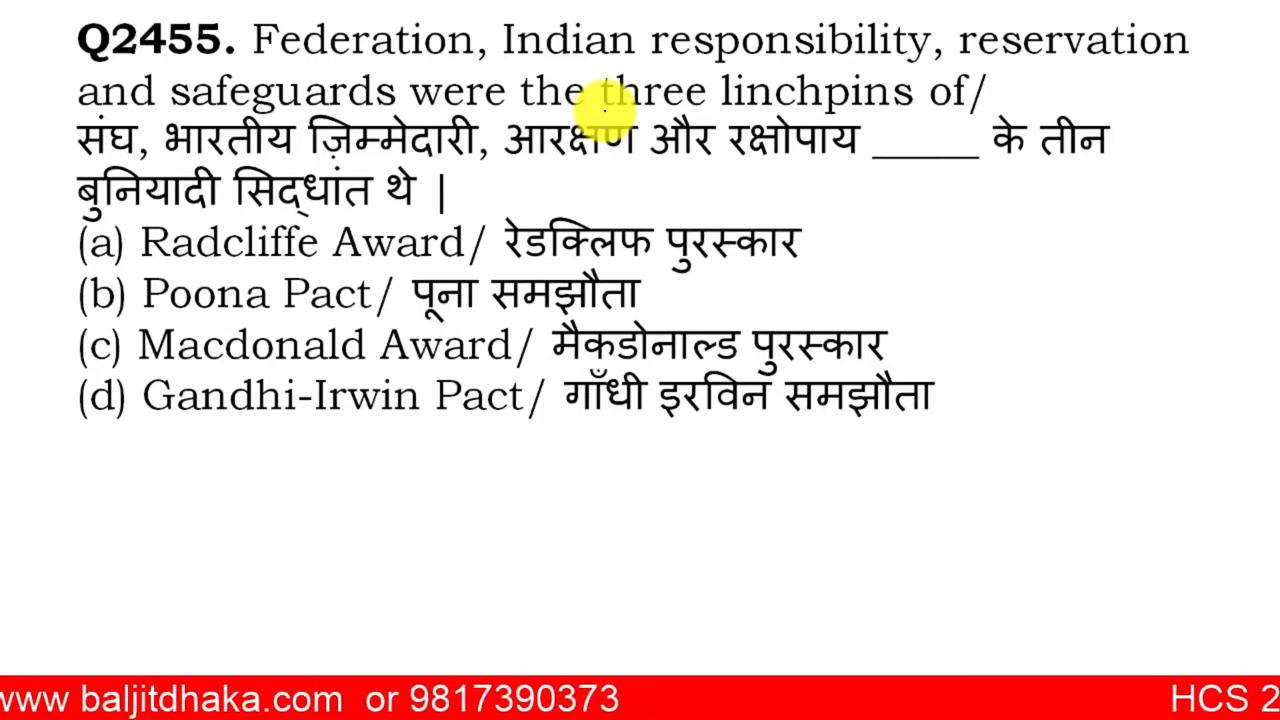 Q2455. Federation, Indian responsibility, reservation
and safeguards were the three linchpins of/
संघ, भारतीय ज़िम्मेदारी, आरक्षण और रक्षोपाय _____ के तीन
बुनियादी सिद्धांत थे |
(a) Radcliffe Award/ रेडक्लिफ पुरस्कार
(b) Poona Pact/ पूना समझौता
(c) Macdonald Award/ मैकडोनाल्ड पुरस्कार
(d) Gandhi-Irwin Pact/ गाँधी इरविन समझौता
www baljitdhaka.com or 9817390373 HCS 2